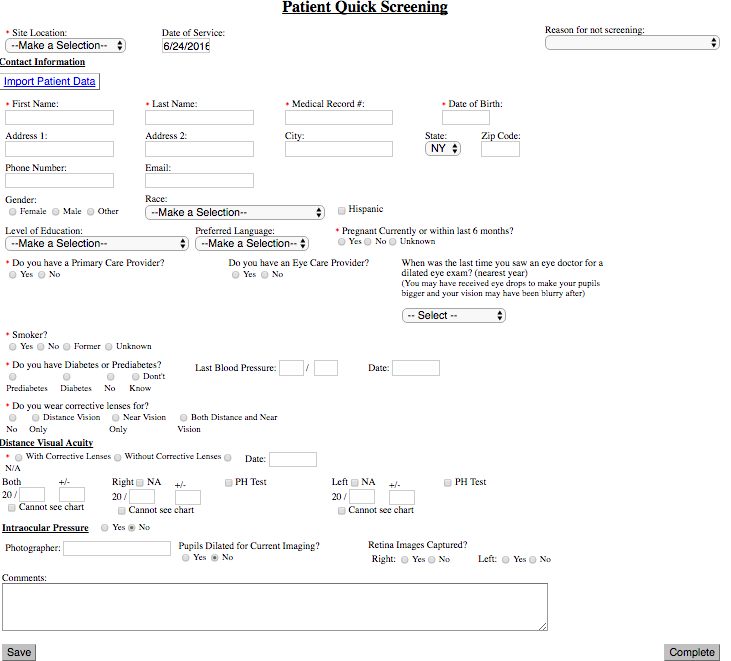 Patient Quick Screening
* Site Location: Date of Service: Reason for not screening:
--Make a Selection-- 6/24/2016
Contact Information
Import Patient Data
* First Name: * Last Name: * Medical Record #: * Date of Birth:
Address 1: Address 2: City: State: Zip Code:
NY
Phone Number: Email:
Gender: Race:
Female Male Other --Make a Selection-- Hispanic
Level of Education: Preferred Language: * Pregnant Currently or within last 6 months?
--Make a Selection-- --Make a Selection-- Yes No Unknown
* Do you have a Primary Care Provider? Do you have an Eye Care Provider? When was the last time you saw an eye doctor for a
Yes No Yes No dilated eye exam? (nearest year)
(You may have received eye drops to make your pupils
bigger and your vision may have been blurry after)
-- Select --
* Smoker?
Yes No Former Unknown
* Do you have Diabetes or Prediabetes? Last Blood Pressure: / Date:
Don't
Prediabetes Diabetes No Know
* Do you wear corrective lenses for?
Distance Vision Near Vision Both Distance and Near
No Only Only Vision
Distance Visual Acuity
* With Corrective Lenses Without Corrective Lenses Date:
N/A
Both +/- Right NA +/- PH Test Left NA +/- PH Test
20 / 20 / 20 /
Cannot see chart Cannot see chart Cannot see chart
Intraocular Pressure Yes No
Photographer: Pupils Dilated for Current Imaging? Retina Images Captured?
Yes No Right: Yes No Left: Yes No
Comments:
Save Complete